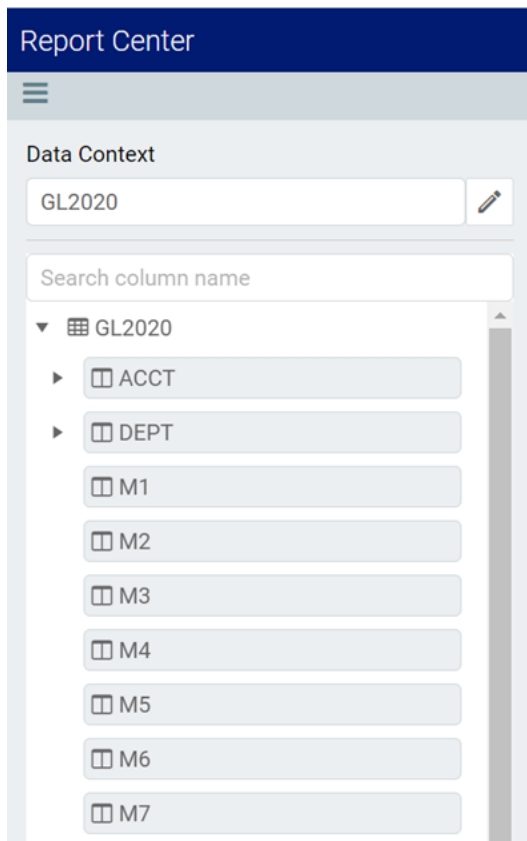 Report Center
Data Context
GL2020
Search column name
GL2020
ACCT
DEPT
M1
M2
M3
M4
M5
M6
M7